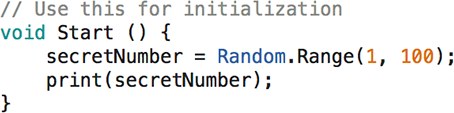 // Use this for initialization
void Start () {
    secretNumber = Random.Range(1, 100);
    print(secretNumber);
}